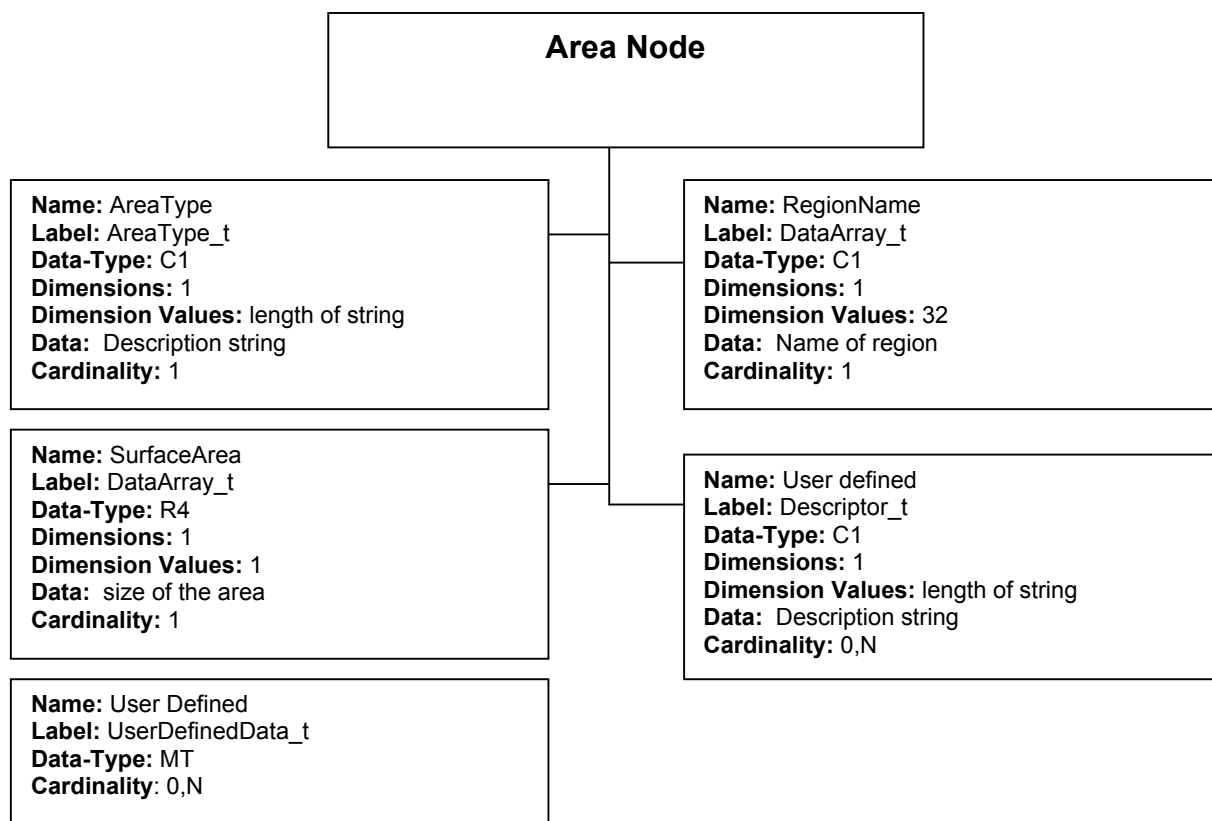 Area Node
Name: AreaType
Label: AreaType_t
Data-Type: C1
Dimensions: 1
Dimension Values: length of string
Data: Description string
Cardinality: 1
Name: RegionName
Label: DataArray_t
Data-Type: C1
Dimensions: 1
Dimension Values: 32
Data: Name of region
Cardinality: 1
Name: SurfaceArea
Label: DataArray_t
Data-Type: R4
Dimensions: 1
Dimension Values: 1
Data: size of the area
Cardinality: 1
Name: User defined
Label: Descriptor_t
Data-Type: C1
Dimensions: 1
Dimension Values: length of string
Data: Description string
Cardinality: 0,N
Name: User Defined
Label: UserDefinedData_t
Data-Type: MT
Cardinality: 0,N